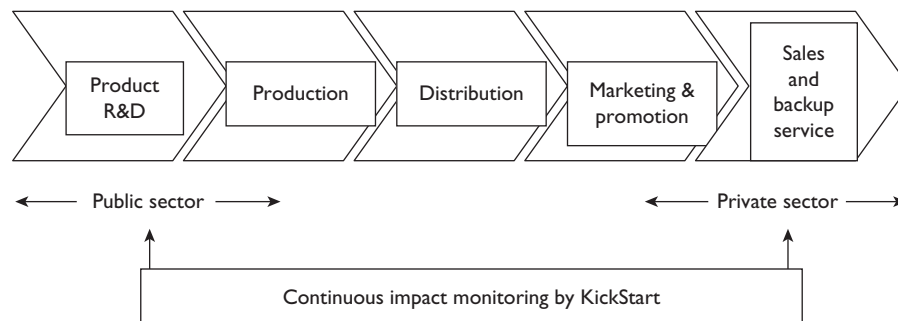 Product
R&D
Production
Distribution
Marketing &
promotion
Sales
and
backup
service
Public sector
Private sector
Continuous impact monitoring by KickStart